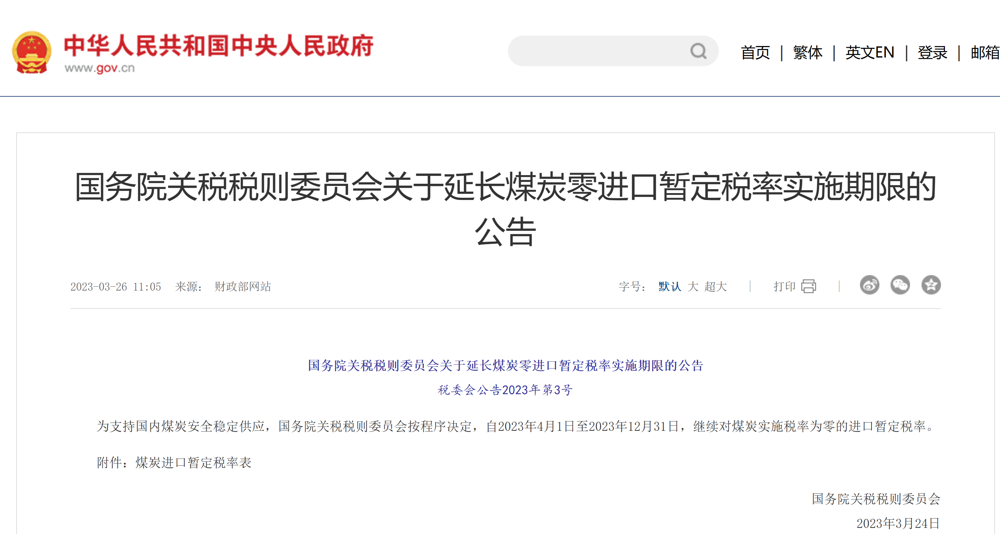 中华人民共和国中央人民政府
www.gov.cn
首页 | 繁体 | 英文EN | 登录 | 邮箱
国务院关税税则委员会关于延长煤炭零进口暂定税率实施期限的
公告
2023-03-26 11:05 来源： 财政部网站 字号： 默认 大 超大 | 打印 |
国务院关税税则委员会关于延长煤炭零进口暂定税率实施期限的公告
税委会公告2023年第3号
为支持国内煤炭安全稳定供应，国务院关税税则委员会按程序决定，自2023年4月1日至2023年12月31日，继续对煤炭实施税率为零的进口暂定税率。
附件：煤炭进口暂定税率表
国务院关税税则委员会
2023年3月24日